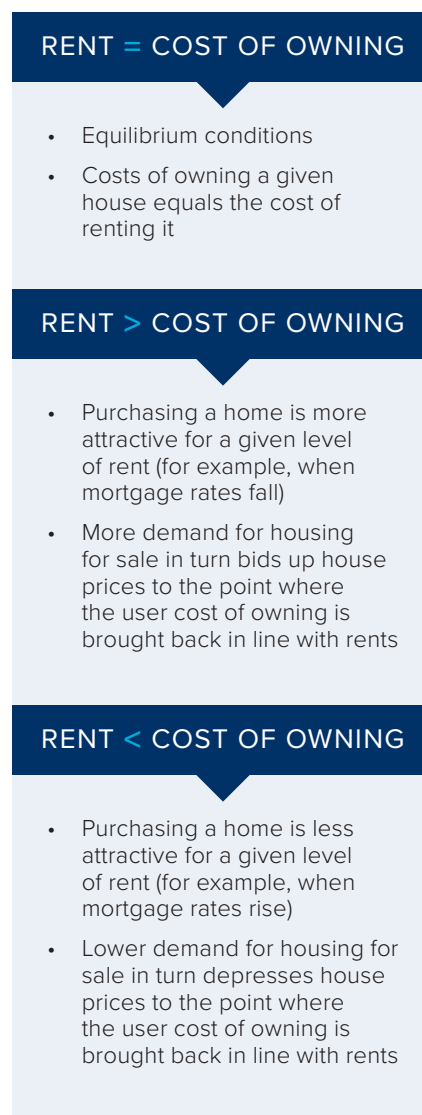 RENT = COST OF OWNING
• Equilibrium conditions
• Costs of owning a given
house equals the cost of
renting it
RENT > COST OF OWNING
• Purchasing a home is more
attractive for a given level
of rent (for example, when
mortgage rates fall)
• More demand for housing
for sale in turn bids up house
prices to the point where
the user cost of owning is
brought back in line with rents
RENT < COST OF OWNING
• Purchasing a home is less
attractive for a given level
of rent (for example, when
mortgage rates rise)
• Lower demand for housing for
sale in turn depresses house
prices to the point where
the user cost of owning is
brought back in line with rents